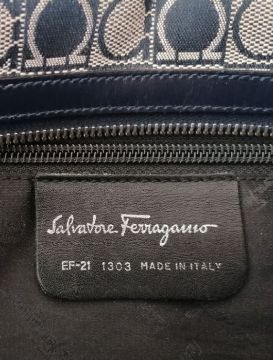 Salvatore Ferragamo
EF-21 1303 MADE IN ITALY